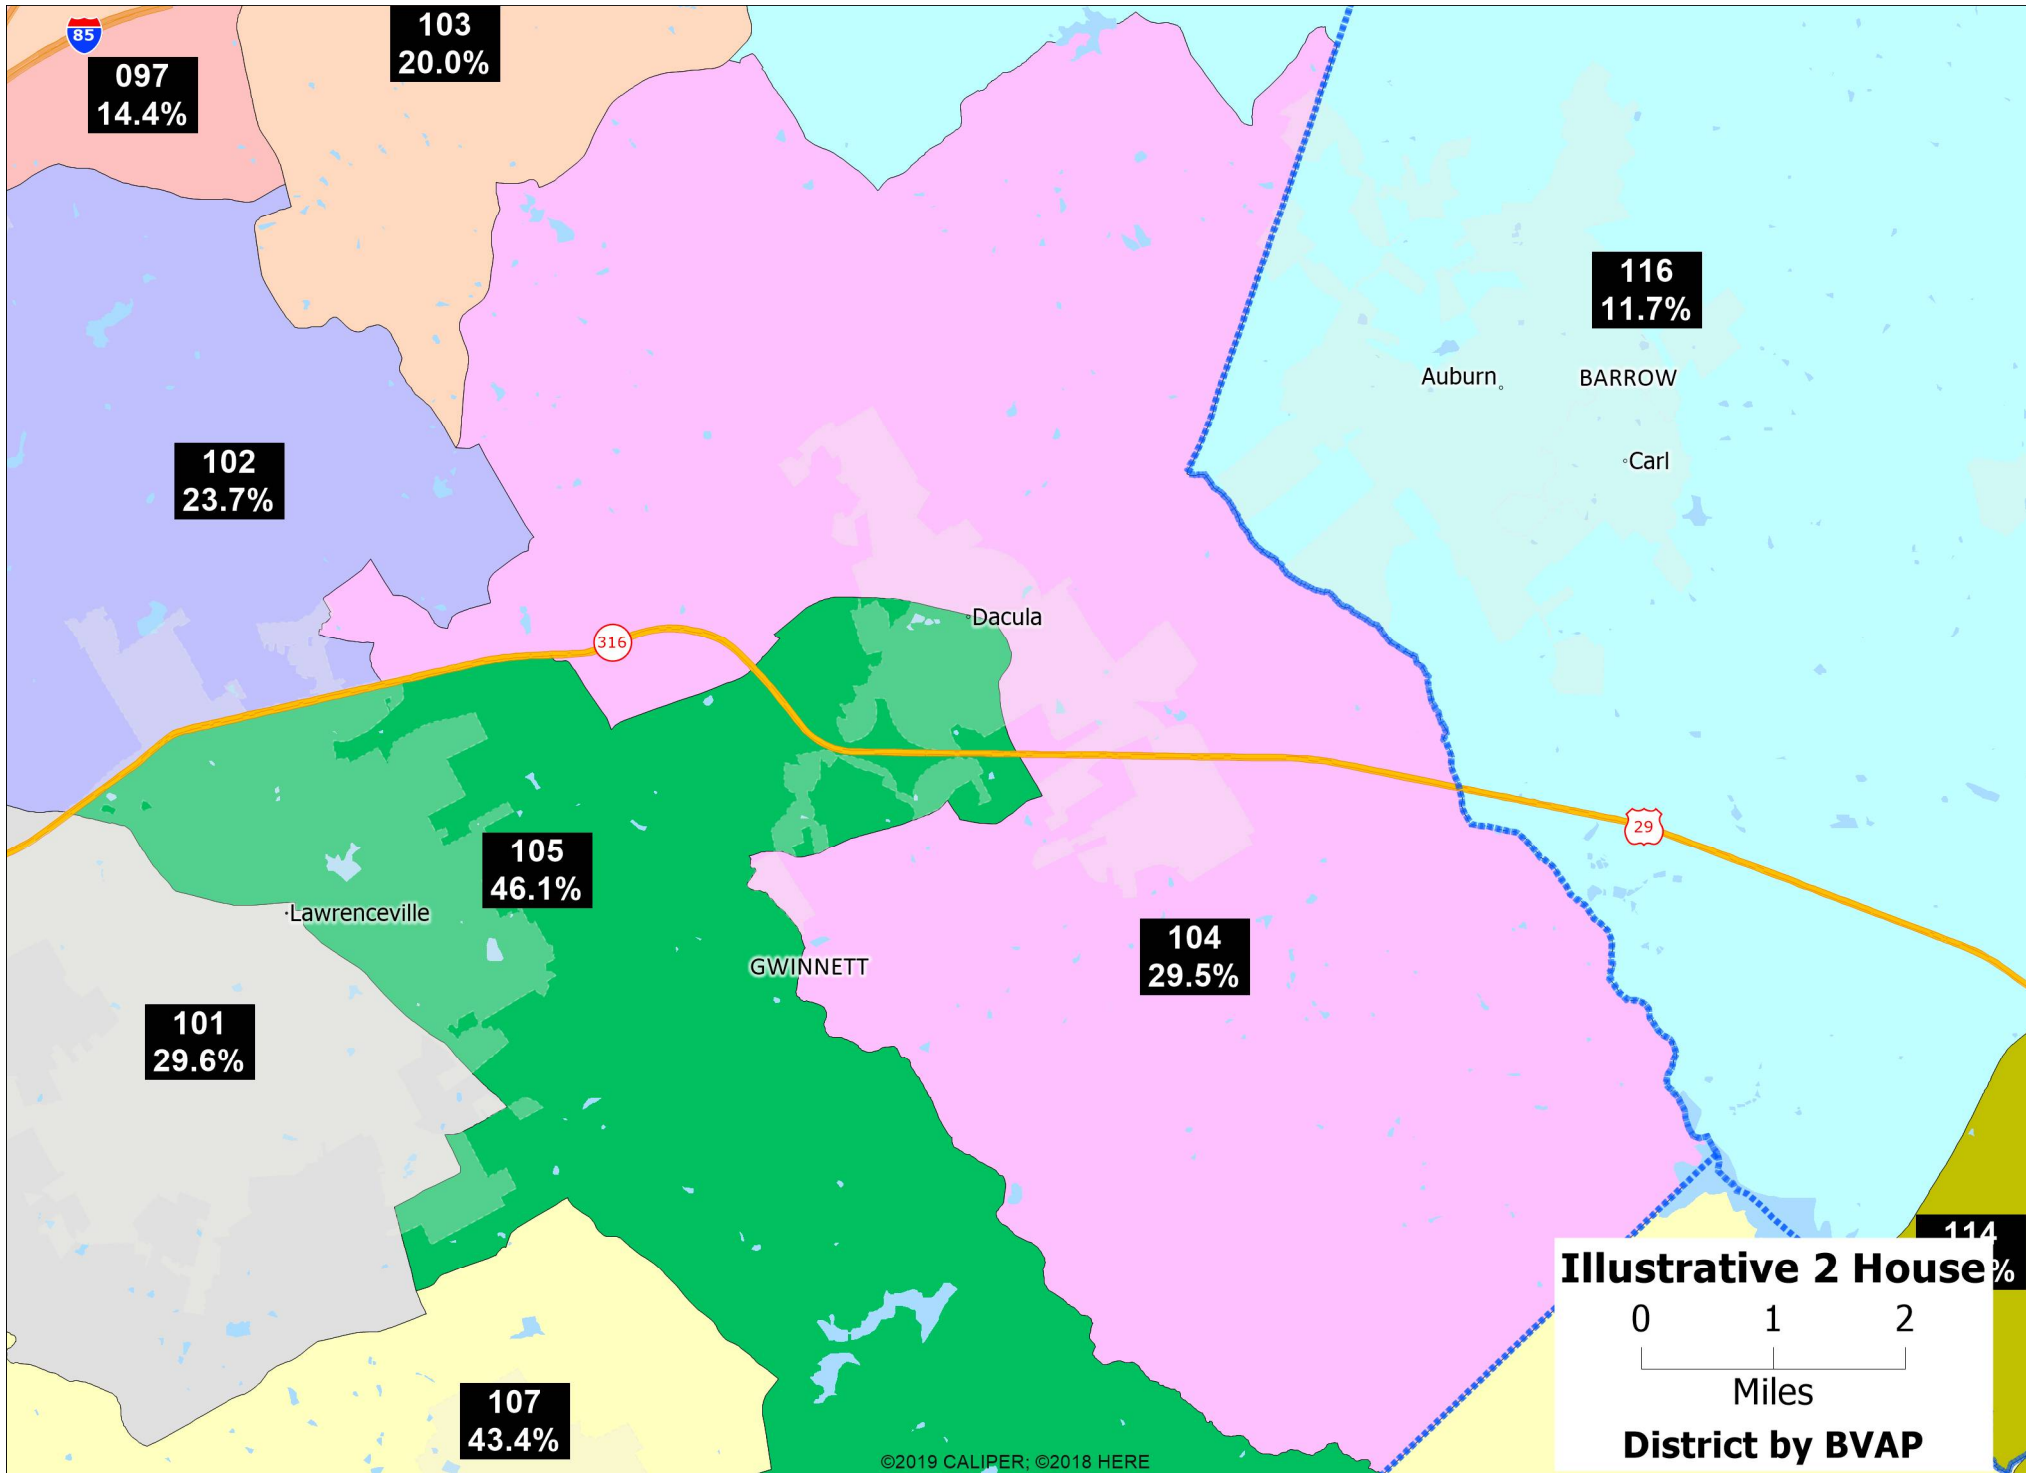 85
103
20.0%
097
14.4%
116
11.7%
Auburn
BARROW
Carl
102
23.7%
Dacula
316
29
105
46.1%
Lawrenceville
GWINNETT
104
29.5%
101
29.6%
114
%
Illustrative 2 House
0 1 2
Miles
District by BVAP
107
43.4%
©2019 CALIPER; ©2018 HERE